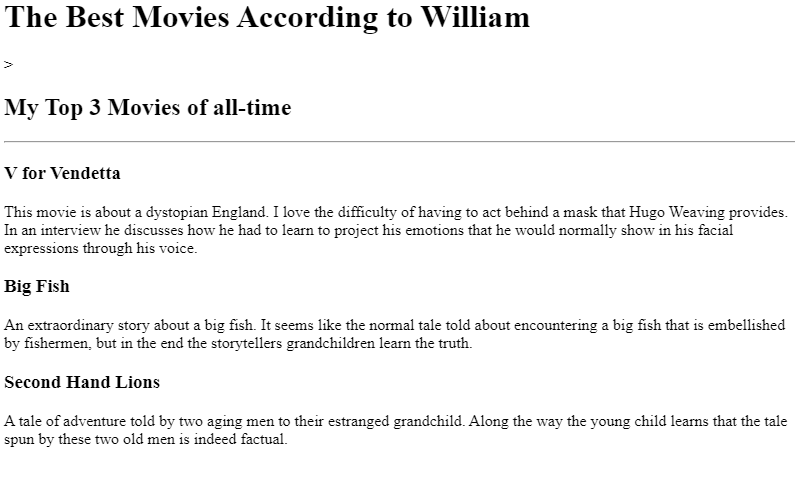 The Best Movies According to William
>
My Top 3 Movies of all-time
V for Vendetta
This movie is about a dystopian England. I love the difficulty of having to act behind a mask that Hugo Weaving provides.
In an interview he discusses how he had to learn to project his emotions that he would normally show in his facial
expressions through his voice.
Big Fish
An extraordinary story about a big fish. It seems like the normal tale told about encountering a big fish that is embellished
by fishermen, but in the end the storytellers grandchildren learn the truth.
Second Hand Lions
A tale of adventure told by two aging men to their estranged grandchild. Along the way the young child learns that the tale
spun by these two old men is indeed factual.